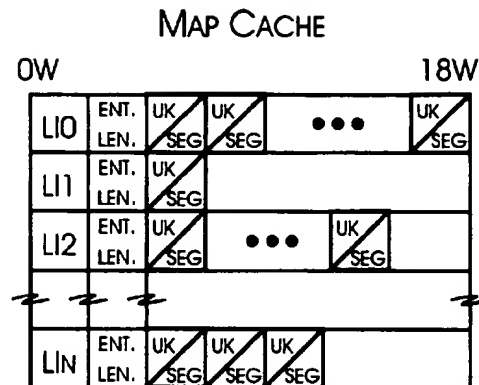 MAP CACHE
0W 18W
LI0 ENT. LEN. UK SEG UK SEG ••• UK SEG
LI1 ENT. LEN. UK SEG
LI2 ENT. LEN. UK SEG ••• UK SEG
LIN ENT. LEN. UK SEG UK SEG UK SEG